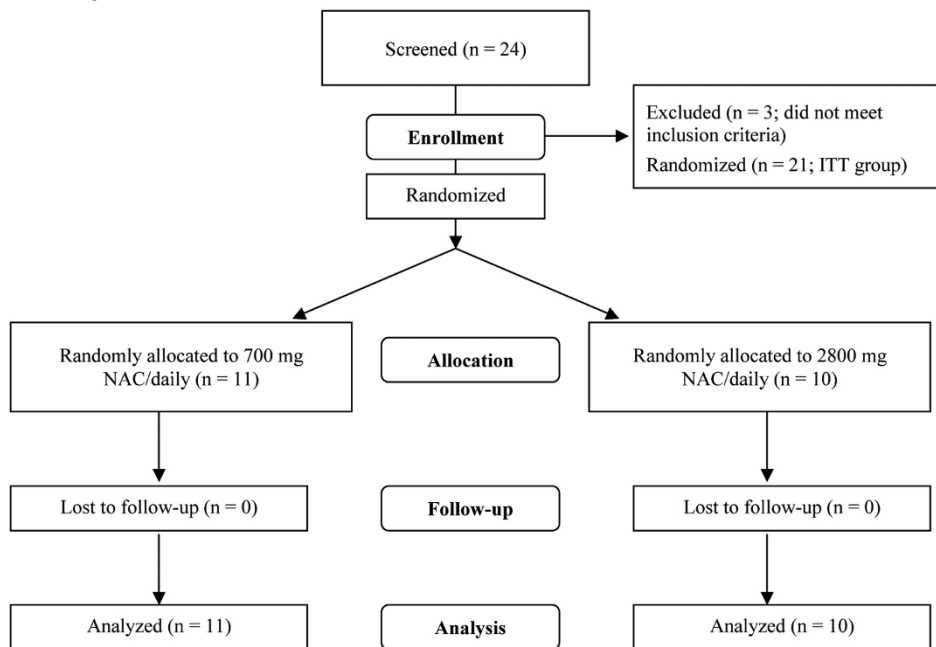 Screened (n = 24)
Excluded (n = 3; did not meet
inclusion criteria)
Randomized (n = 21; ITT group)
Enrollment
Randomized
Randomly allocated to 700 mg
NAC/daily (n = 11)
Allocation
Randomly allocated to 2800 mg
NAC/daily (n = 10)
Lost to follow-up (n = 0)
Follow-up
Lost to follow-up (n = 0)
Analyzed (n = 11)
Analysis
Analyzed (n = 10)